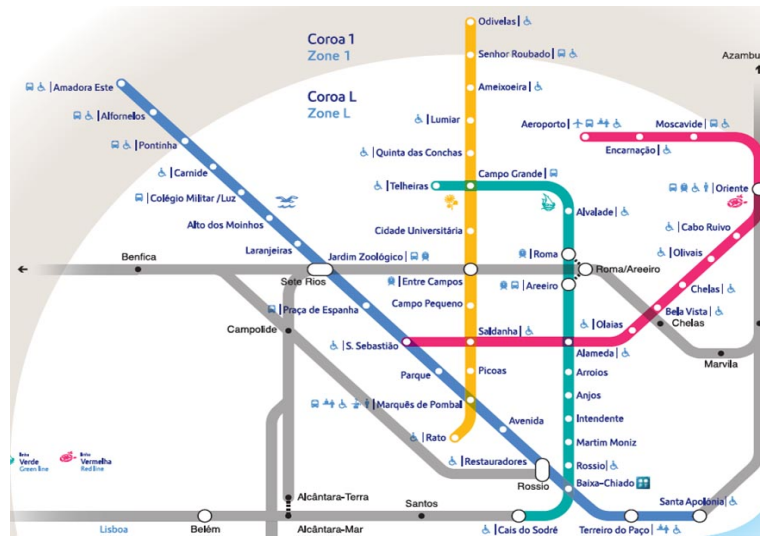 Odivelas
Coroa 1
Zone 1
Senhor Roubado
Azambu
Amadora Este
Coroa L
Zone L
Ameixoeira
Alfornelos
Lumiar
Aeroporto
Moscavide
Pontinha
Quinta das Conchas
Encarnação
Carnide
Campo Grande
Telheiras
Oriente
Colégio Militar /Luz
Alvalade
Alto dos Moinhos
Cidade Universitária
Cabo Ruivo
Laranjeiras
Benfica
Jardim Zoológico
Roma
Olivais
Sete Rios
Roma/Areeiro
Entre Campos
Areeiro
Chelas
Praça de Espanha
Campo Pequeno
Bela Vista
Campolide
Saldanha
Olaias
Chelas
S. Sebastião
Alameda
Marvila
Parque
Picoas
Arroios
Anjos
Marquês de Pombal
Intendente
Avenida
Rato
Martim Moniz
linha
Verde
Green line
linha
Vermelha
Red line
Restauradores
Rossio
Rossio
Baixa-Chiado
Alcântara-Terra
Santos
Santa Apolónia
Lisboa
Belém
Alcântara-Mar
Cais do Sodré
Terreiro do Paço